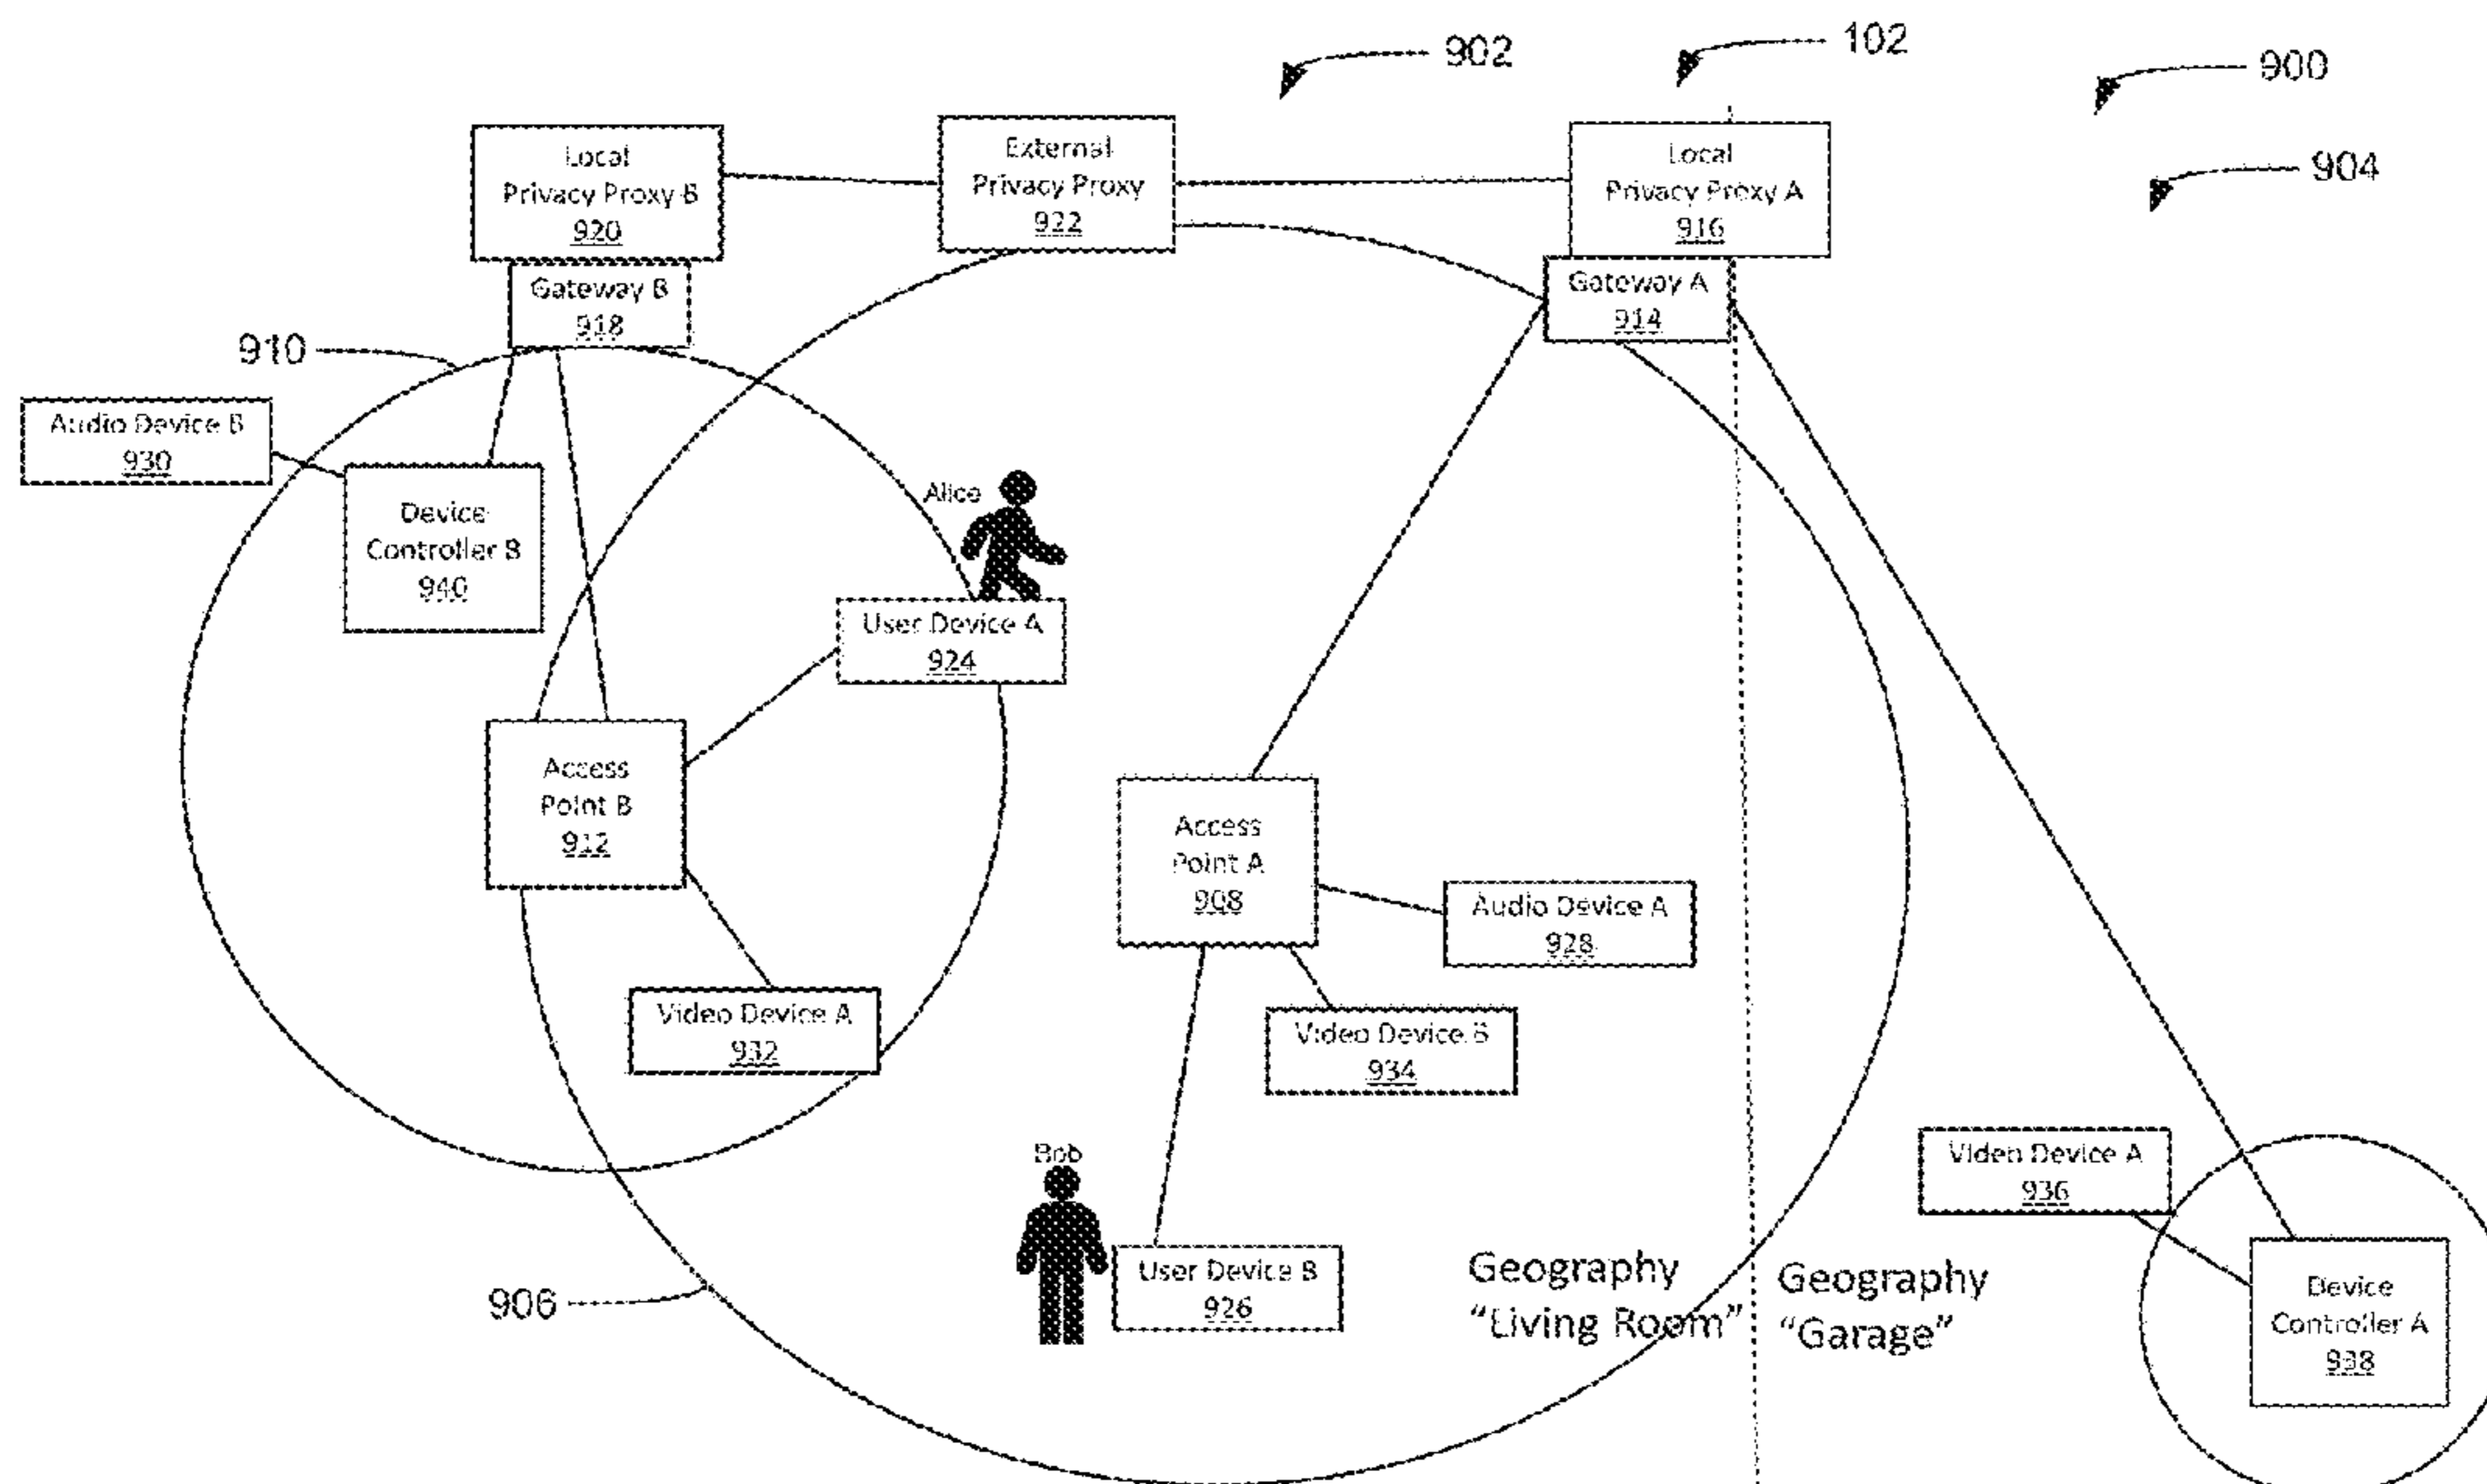 902
102
900
904
Local
Privacy Proxy B
920
External
Privacy Proxy
922
Local
Privacy Proxy A
916
Gateway B
918
Gateway A
914
910
Audio Device B
930
Device
Controller B
940
Alice
User Device A
924
Access
Point B
912
Access
Point A
908
Audio Device A
928
Video Device A
932
Video Device B
934
Bob
User Device B
926
906
Geography
"Living Room"
Geography
"Garage"
Video Device A
936
Device
Controller A
938